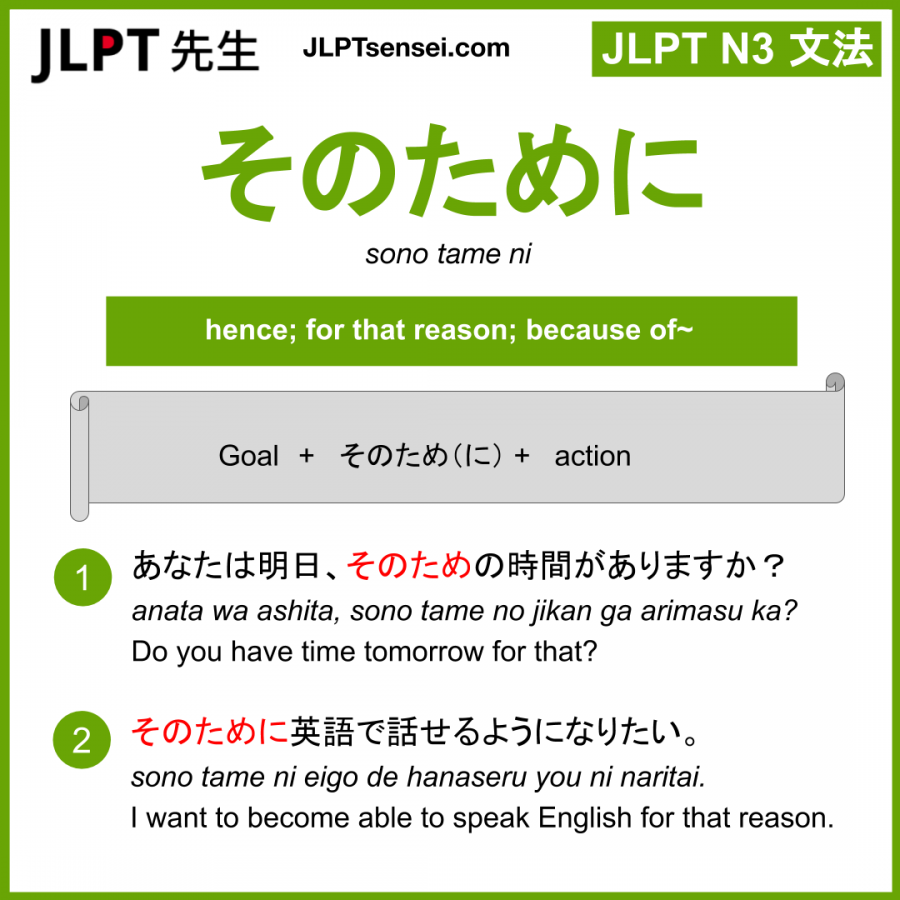 JLPT 先生
JLPTsensei.com
JLPT N3 文法
そのために
sono tame ni
hence; for that reason; because of~
Goal + そのため(に) + action
1
あなたは明日、そのための時間がありますか？
anata wa ashita, sono tame no jikan ga arimasu ka?
Do you have time tomorrow for that?
2
そのために英語で話せるようになりたい。
sono tame ni eigo de hanaseru you ni naritai.
I want to become able to speak English for that reason.